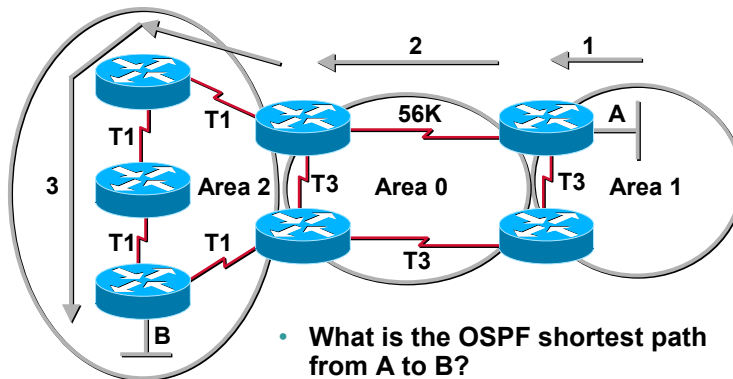 2
1
56K
A
T1
T1
T3
3
Area 2
Area 0
T3
Area 1
T1
T1
T3
B
• What is the OSPF shortest path
from A to B?